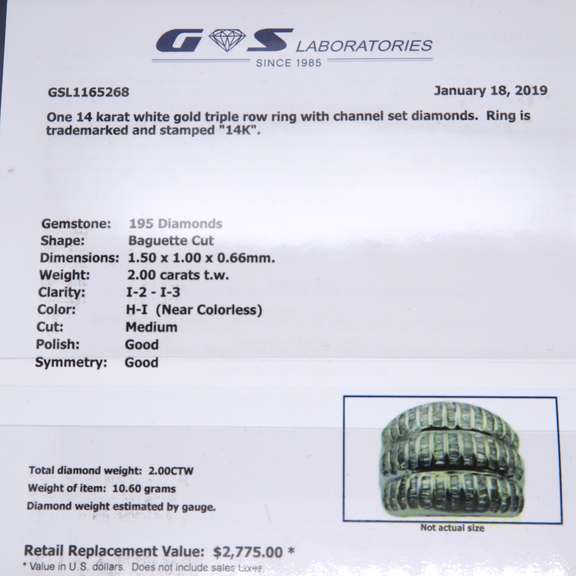 G S LABORATORIES
SINCE 1985
GSL1165268 January 18, 2019
One 14 karat white gold triple row ring with channel set diamonds. Ring is
trademarked and stamped "14K".
Gemstone: 195 Diamonds
Shape: Baguette Cut
Dimensions: 1.50 x 1.00 x 0.66mm.
Weight: 2.00 carats t.w.
Clarity: I-2 - I-3
Color: H-I (Near Colorless)
Cut: Medium
Polish: Good
Symmetry: Good
Total diamond weight: 2.00CTW
Weight of item: 10.60 grams
Diamond weight estimated by gauge.
Not actual size
Retail Replacement Value: $2,775.00 *
* Value in U.S. dollars. Does not include sales taxes.